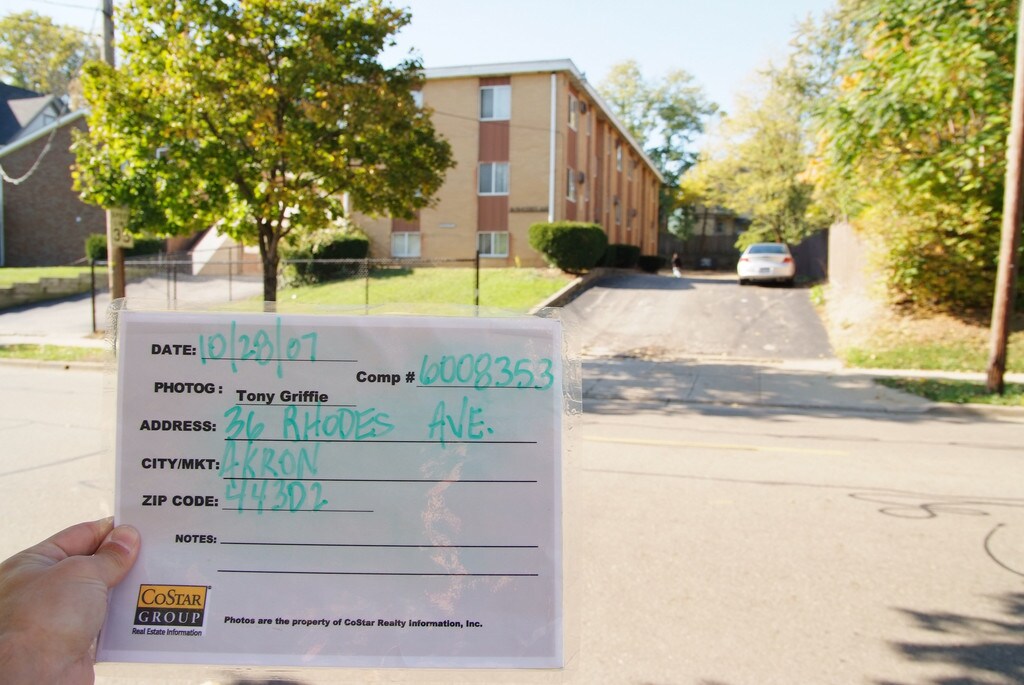 DATE: 10/28/07
Comp # 6008353
PHOTOG: Tony Griffie
ADDRESS: 36 RHODES AVE.
CITY/MKT: AKRON
ZIP CODE: 44302
NOTES:
COSTAR
GROUP
Real Estate Information
Photos are the property of CoStar Realty Information, Inc.